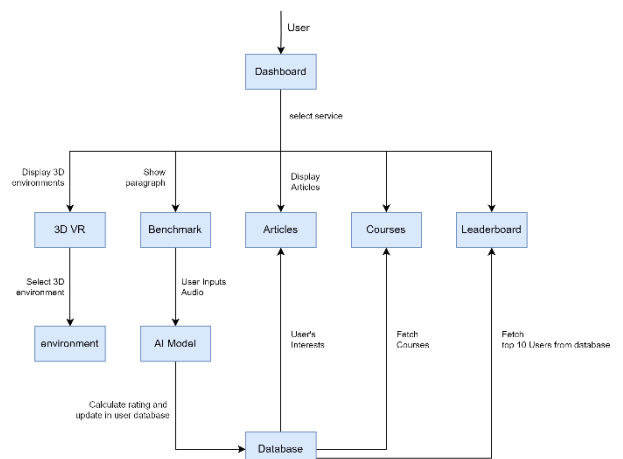 User
Dashboard
select service
Display 3D
environments
Show
paragraph
Display
Articles
3D VR
Benchmark
Articles
Courses
Leaderboard
Select 3D
environment
User Inputs
Audio
environment
AI Model
User's
Interests
Fetch
Courses
Fetch
top 10 Users from database
Calculate rating and
update in user database
Database